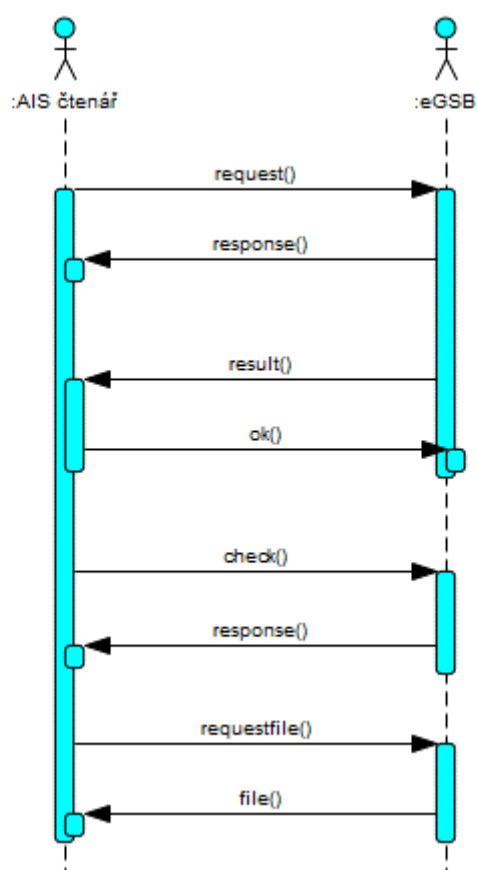 :AIS čtenář
:eGSB
request()
response()
result()
ok()
check()
response()
requestfile()
file()